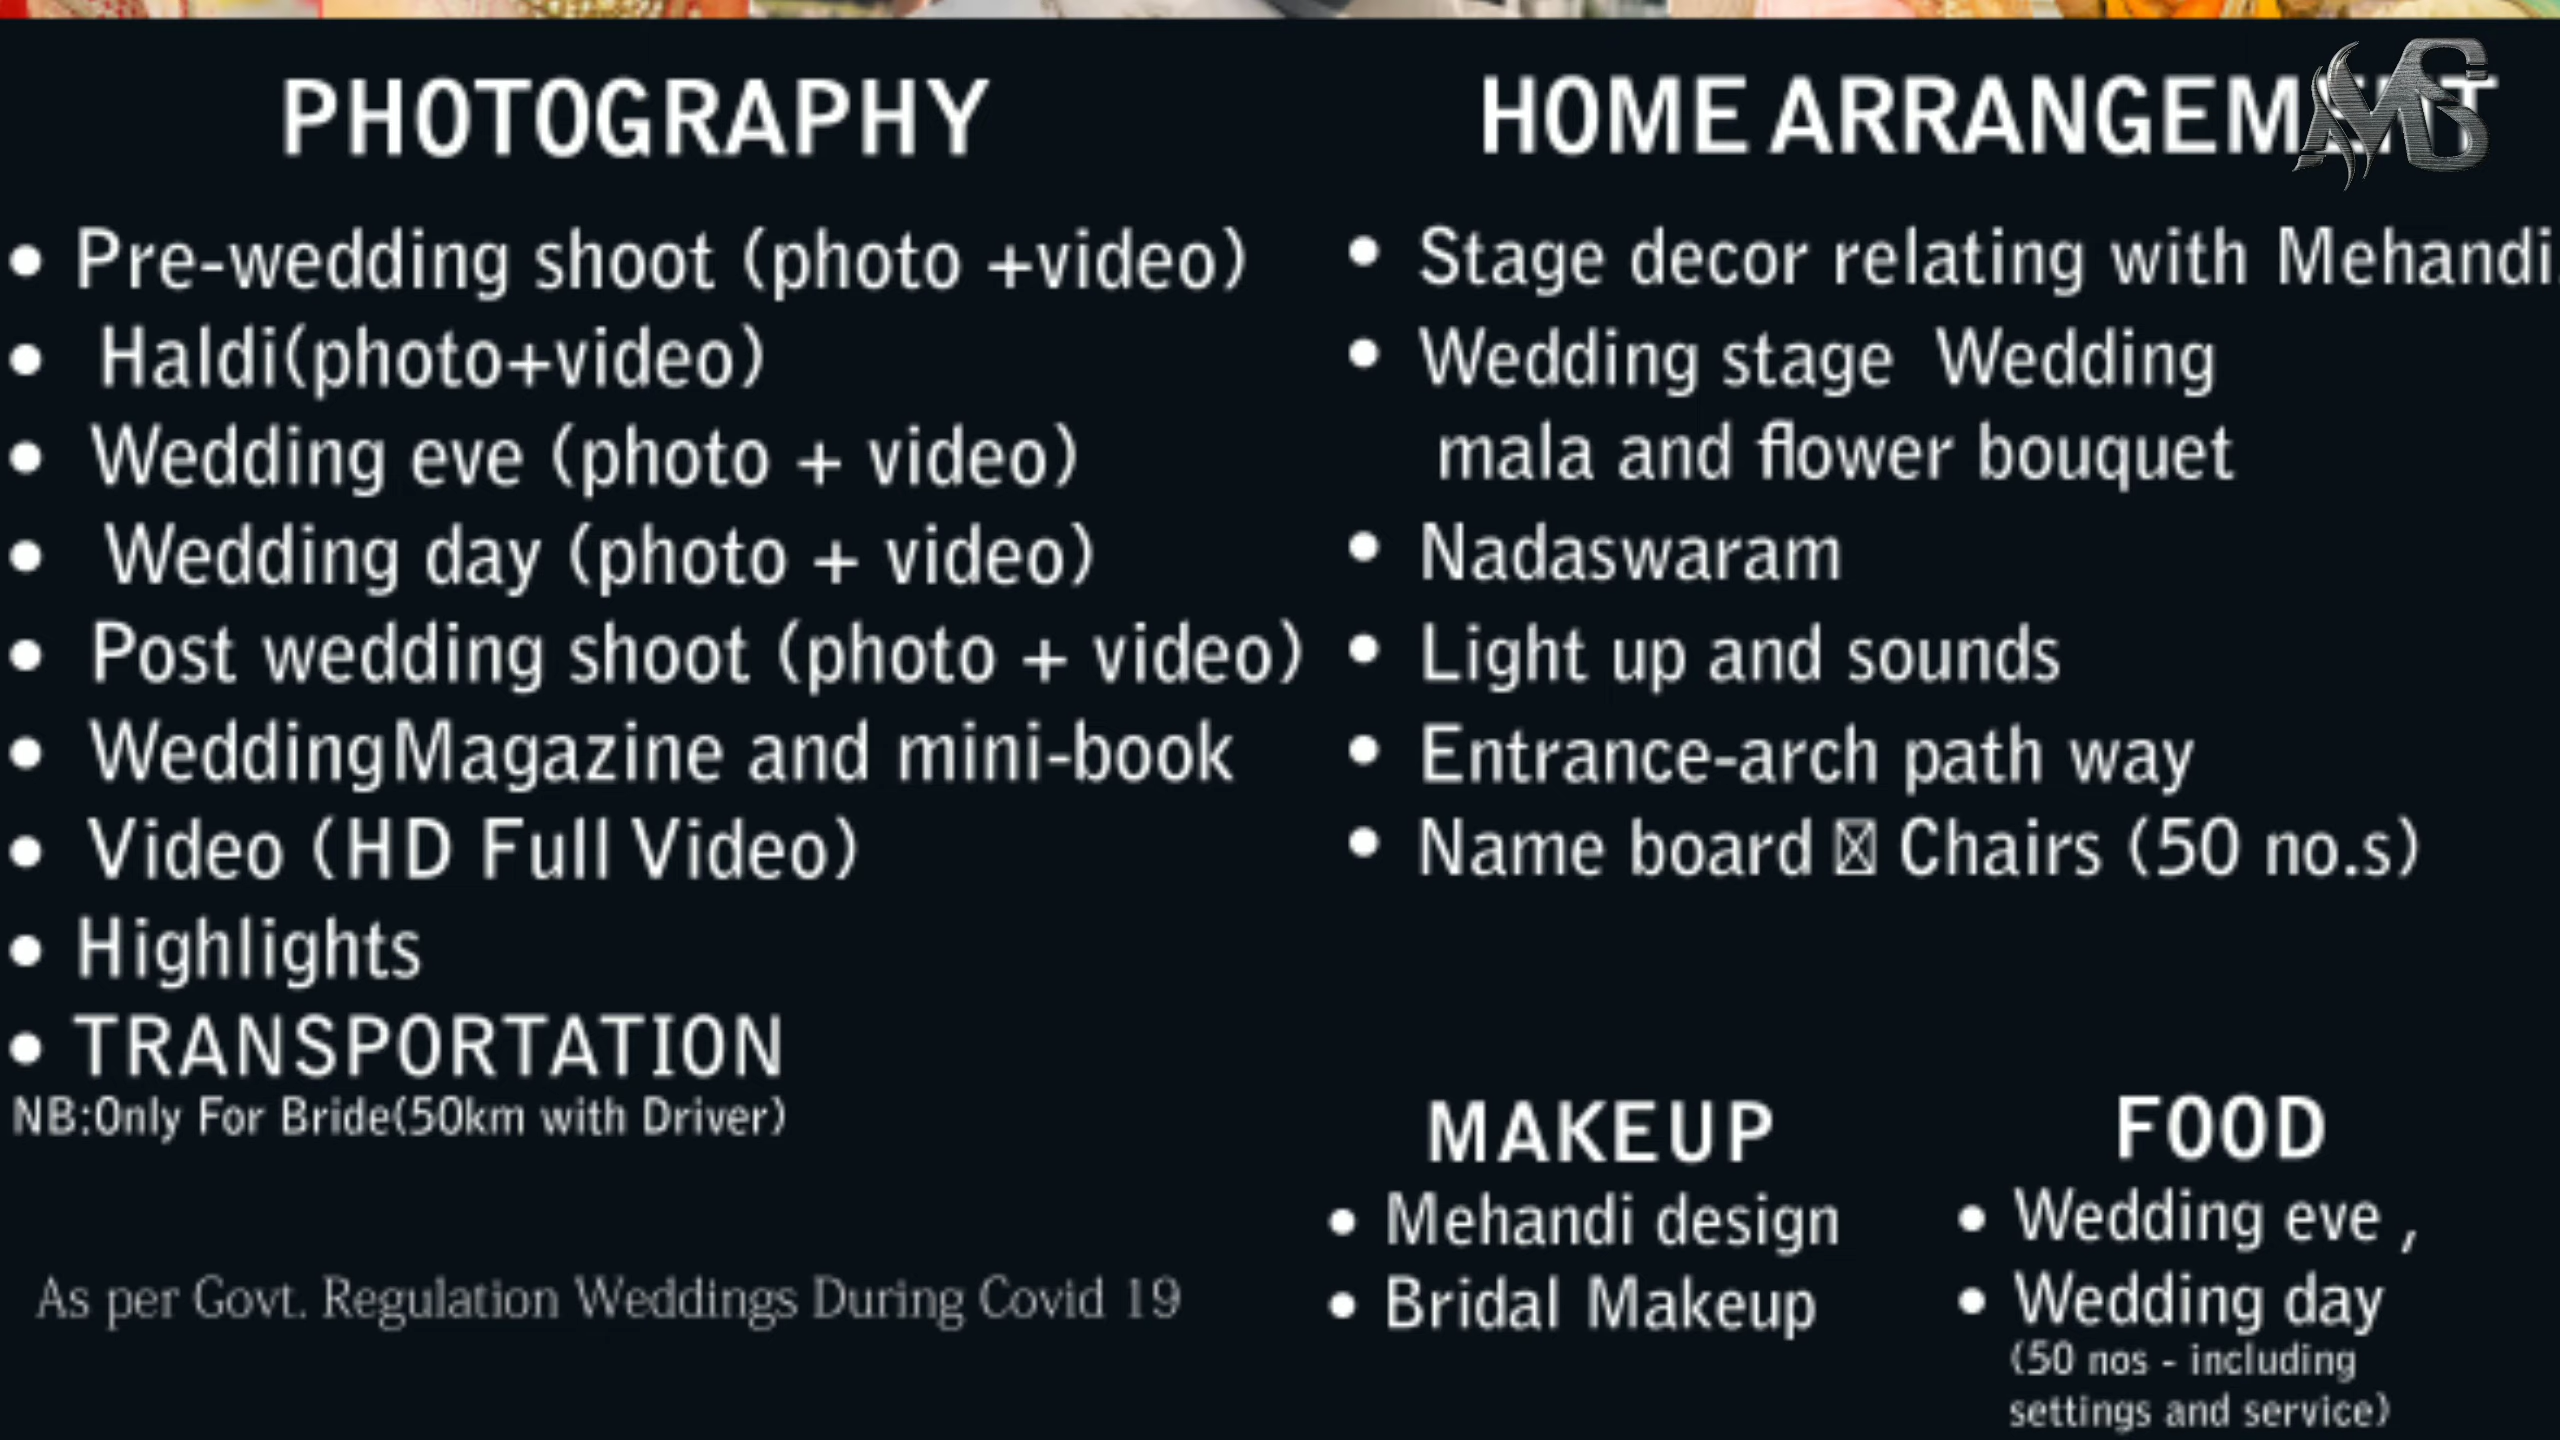 PHOTOGRAPHY
• Pre-wedding shoot (photo +video)
• Haldi(photo+video)
• Wedding eve (photo + video)
• Wedding day (photo + video)
• Post wedding shoot (photo + video)
• WeddingMagazine and mini-book
• Video (HD Full Video)
• Highlights
• TRANSPORTATION
NB:Only For Bride(50km with Driver)
As per Govt. Regulation Weddings During Covid 19
HOME ARRANGEMENT
AMS
• Stage decor relating with Mehandi.
• Wedding stage Wedding
mala and flower bouquet
• Nadaswaram
• Light up and sounds
• Entrance-arch path way
• Name board ☒ Chairs (50 no.s)
MAKEUP
• Mehandi design
• Bridal Makeup
FOOD
• Wedding eve ,
• Wedding day
(50 nos - including
settings and service)